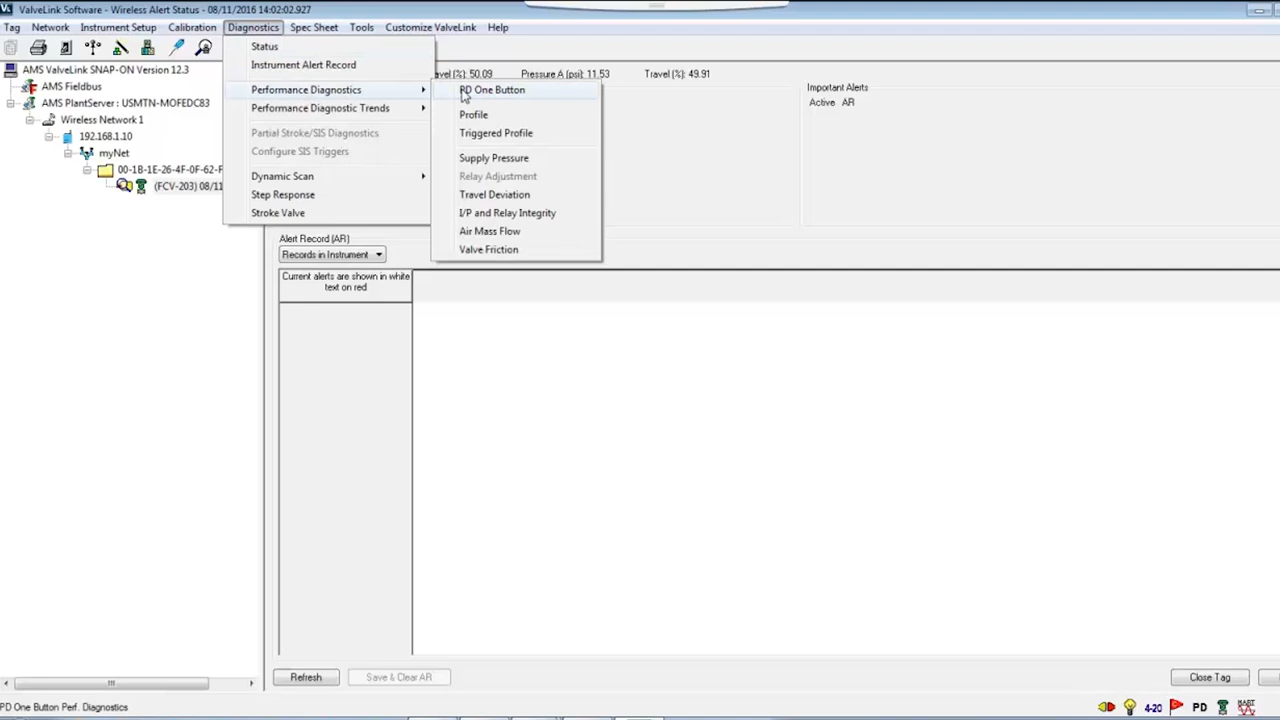 ValveLink Software - Wireless Alert Status - 08/11/2016 14:02:02.927
Tag Network Instrument Setup Calibration Diagnostics Spec Sheet Tools Customize ValveLink Help
AMS ValveLink SNAP-ON Version 12.3
AMS Fieldbus
AMS PlantServer : USMTN-MOFEDC83
Wireless Network 1
192.168.1.10
myNet
00-1B-1E-26-4F-0F-62-F
(FCV-203) 08/11
Status
Instrument Alert Record
Performance Diagnostics
Performance Diagnostic Trends
Partial Stroke/SIS Diagnostics
Configure SIS Triggers
Dynamic Scan
Step Response
Stroke Valve
PD One Button
Profile
Triggered Profile
Supply Pressure
Relay Adjustment
Travel Deviation
I/P and Relay Integrity
Air Mass Flow
Valve Friction
avel (%): 50.09 Pressure A (psi): 11.53 Travel (%): 49.91
Important Alerts
Active AR
Alert Record (AR)
Records in Instrument
Current alerts are shown in white
text on red
Refresh Save & Clear AR Close Tag
PD One Button Perf. Diagnostics
4-20 PD HART